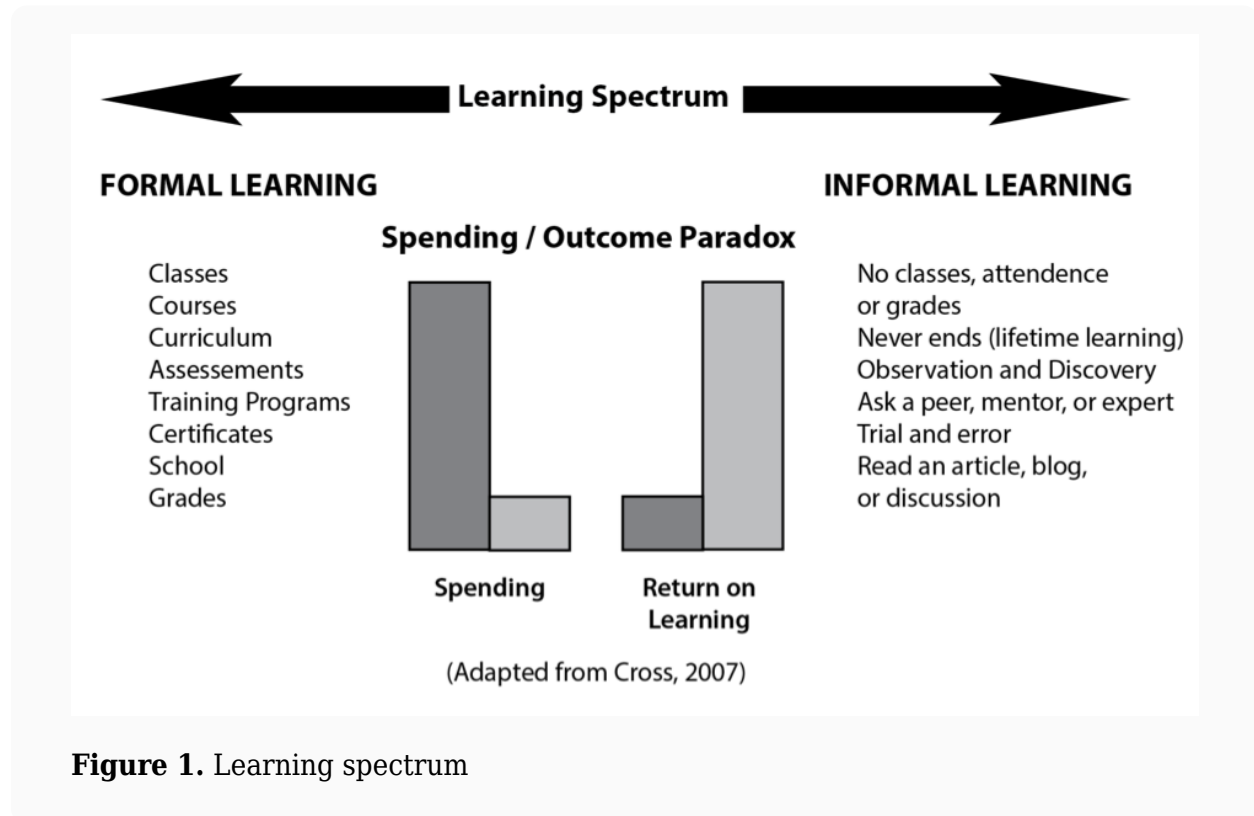 Learning Spectrum
FORMAL LEARNING
INFORMAL LEARNING
Spending / Outcome Paradox
Classes
Courses
Curriculum
Assessements
Training Programs
Certificates
School
Grades
No classes, attendence
or grades
Never ends (lifetime learning)
Observation and Discovery
Ask a peer, mentor, or expert
Trial and error
Read an article, blog,
or discussion
Spending
Return on
Learning
(Adapted from Cross, 2007)
Figure 1. Learning spectrum